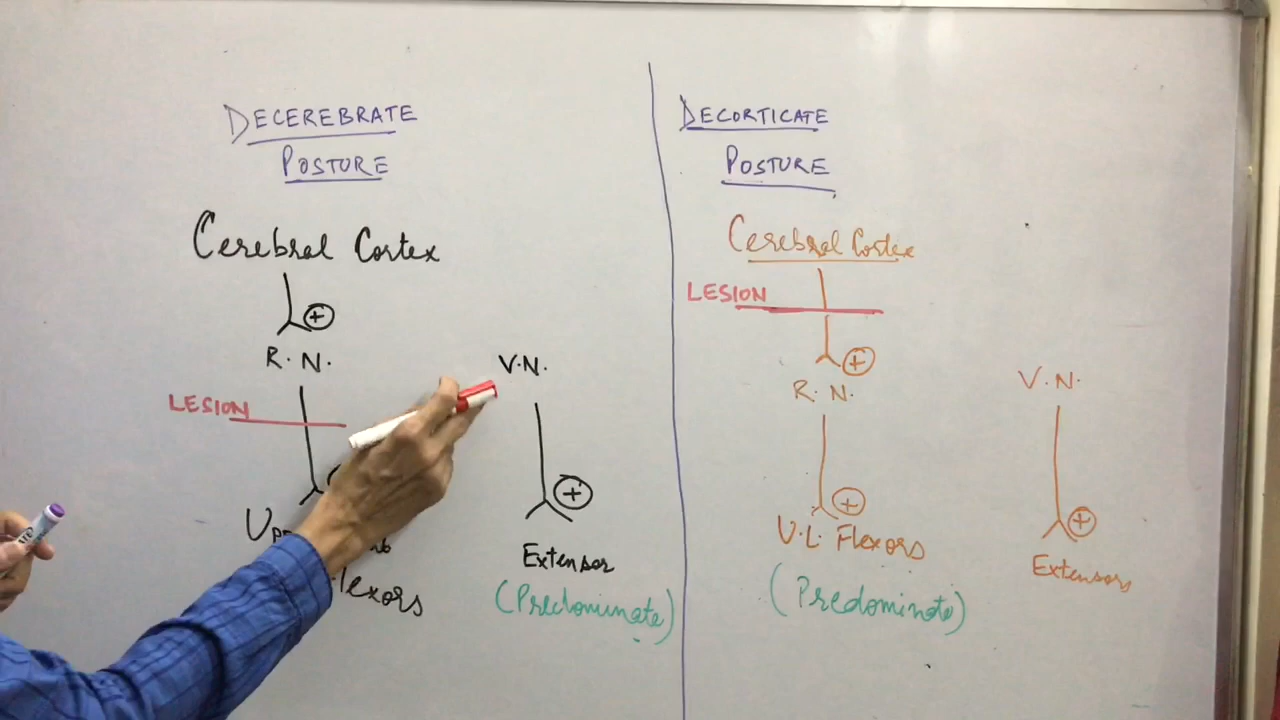 DECEREBRATE
POSTURE
Cerebral Cortex
+
R. N.
LESION
V.N.
+
Extensor
(Predominate)
DECORTICATE
POSTURE
Cerebral Cortex
LESION
+
R. N.
+
U.L. Flexors
(Predominate)
V. N.
+
Extensors